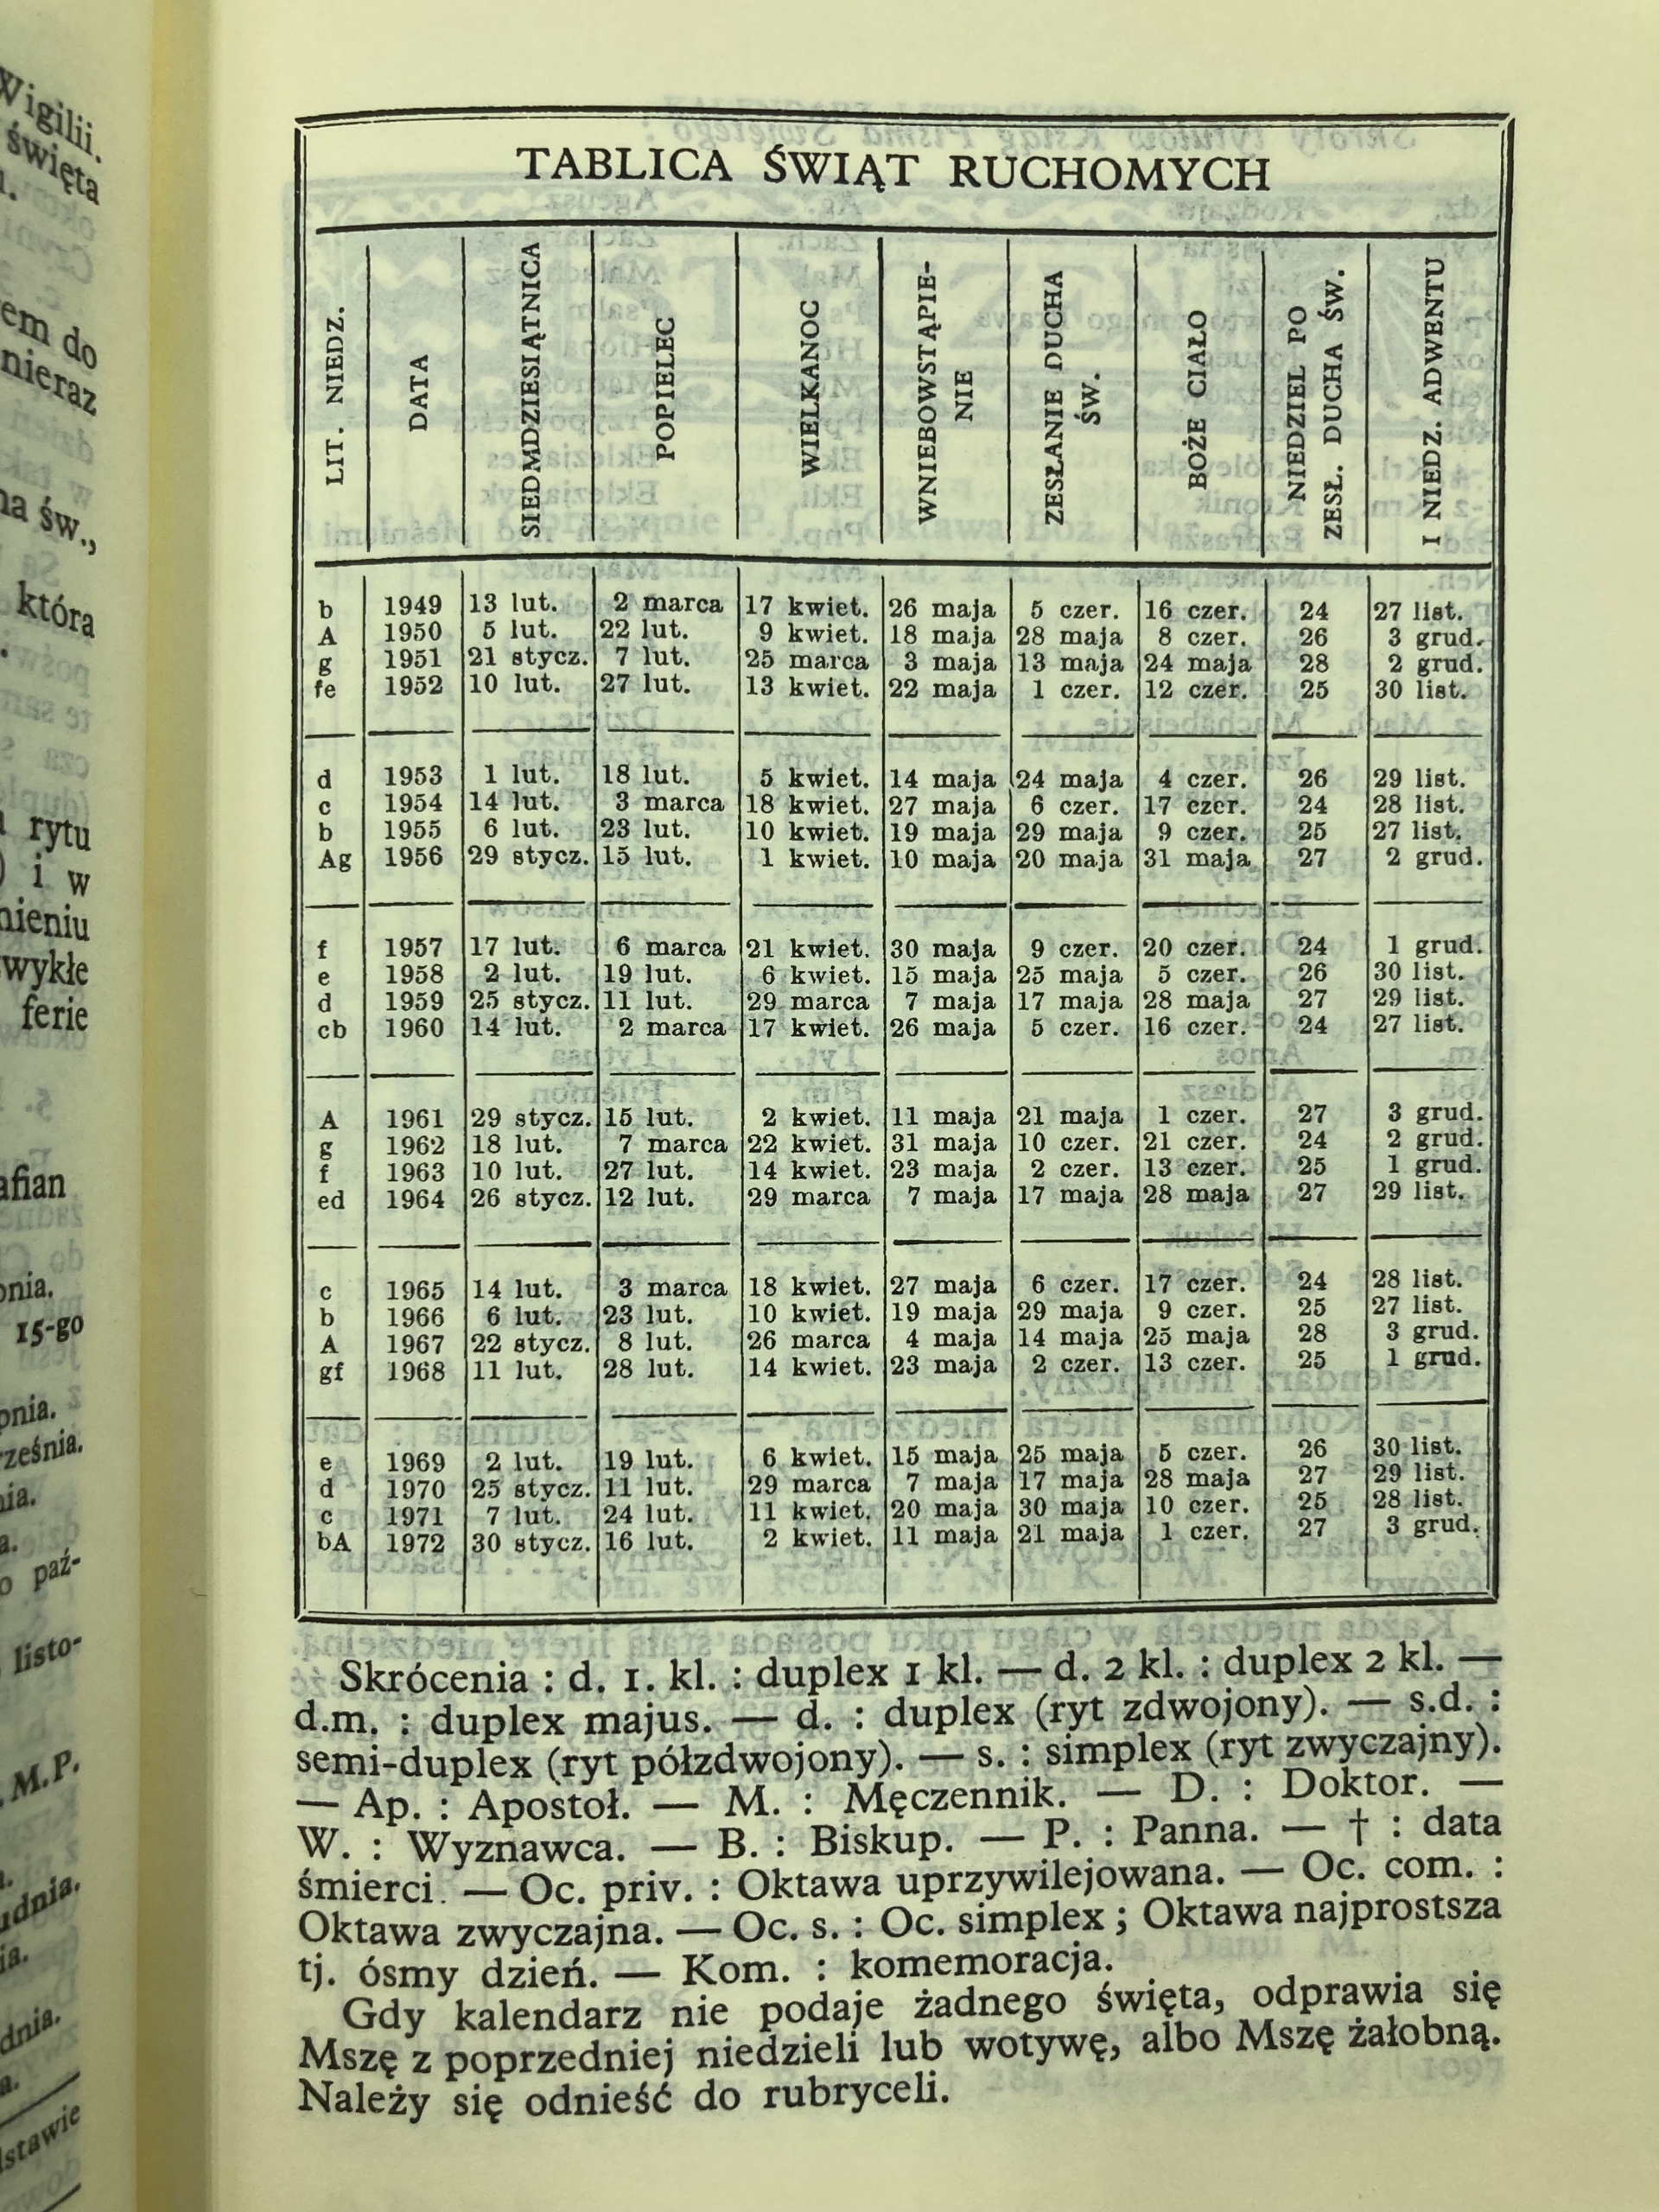 Wigilii.
święta
em do
nieraz
na św.,
która
rytu
) i w
nieniu
wykłe
ferie
afian
pnia.
15-go
pnia.
ześnia.
nia.
o paź-
listo-
M.P.
udnia.
dnia.
stawie
TABLICA ŚWIĄT RUCHOMYCH
LIT. NIEDZ. DATA SIEDMDZIESIĄTNICA POPIELEC WIELKANOC WNIEBOWSTĄPIE-NIE ZESŁANIE DUCHA ŚW. BOŻE CIAŁO NIEDZIEL PO ZESŁ. DUCHA ŚW. I NIEDZ. ADWENTU
b 1949 13 lut. 2 marca 17 kwiet. 26 maja 5 czer. 16 czer. 24 27 list.
A 1950 5 lut. 22 lut. 9 kwiet. 18 maja 28 maja 8 czer. 26 3 grud.
g 1951 21 stycz. 7 lut. 25 marca 3 maja 13 maja 24 maja 28 2 grud.
fe 1952 10 lut. 27 lut. 13 kwiet. 22 maja 1 czer. 12 czer. 25 30 list.
d 1953 1 lut. 18 lut. 5 kwiet. 14 maja 24 maja 4 czer. 26 29 list.
c 1954 14 lut. 3 marca 18 kwiet. 27 maja 6 czer. 17 czer. 24 28 list.
b 1955 6 lut. 23 lut. 10 kwiet. 19 maja 29 maja 9 czer. 25 27 list.
Ag 1956 29 stycz. 15 lut. 1 kwiet. 10 maja 20 maja 31 maja 27 2 grud.
f 1957 17 lut. 6 marca 21 kwiet. 30 maja 9 czer. 20 czer. 24 1 grud.
e 1958 2 lut. 19 lut. 6 kwiet. 15 maja 25 maja 5 czer. 26 30 list.
d 1959 25 stycz. 11 lut. 29 marca 7 maja 17 maja 28 maja 27 29 list.
cb 1960 14 lut. 2 marca 17 kwiet. 26 maja 5 czer. 16 czer. 24 27 list.
A 1961 29 stycz. 15 lut. 2 kwiet. 11 maja 21 maja 1 czer. 27 3 grud.
g 1962 18 lut. 7 marca 22 kwiet. 31 maja 10 czer. 21 czer. 24 2 grud.
f 1963 10 lut. 27 lut. 14 kwiet. 23 maja 2 czer. 13 czer. 25 1 grud.
ed 1964 26 stycz. 12 lut. 29 marca 7 maja 17 maja 28 maja 27 29 list.
c 1965 14 lut. 3 marca 18 kwiet. 27 maja 6 czer. 17 czer. 24 28 list.
b 1966 6 lut. 23 lut. 10 kwiet. 19 maja 29 maja 9 czer. 25 27 list.
A 1967 22 stycz. 8 lut. 26 marca 4 maja 14 maja 25 maja 28 3 grud.
gf 1968 11 lut. 28 lut. 14 kwiet. 23 maja 2 czer. 13 czer. 25 1 grud.
e 1969 2 lut. 19 lut. 6 kwiet. 15 maja 25 maja 5 czer. 26 30 list.
d 1970 25 stycz. 11 lut. 29 marca 7 maja 17 maja 28 maja 27 29 list.
c 1971 7 lut. 24 lut. 11 kwiet. 20 maja 30 maja 10 czer. 25 28 list.
bA 1972 30 stycz. 16 lut. 2 kwiet. 11 maja 21 maja 1 czer. 27 3 grud.
Skrócenia : d. 1. kl. : duplex 1 kl. — d. 2 kl. : duplex 2 kl. —
d.m. : duplex majus. — d. : duplex (ryt zdwojony). — s.d. :
semi-duplex (ryt półzdwojony). — s. : simplex (ryt zwyczajny).
— Ap. : Apostoł. — M. : Męczennik. — D. : Doktor. —
W. : Wyznawca. — B. : Biskup. — P. : Panna. — † : data
śmierci. — Oc. priv. : Oktawa uprzywilejowana. — Oc. com. :
Oktawa zwyczajna. — Oc. s. : Oc. simplex ; Oktawa najprostsza
tj. ósmy dzień. — Kom. : komemoracja.
Gdy kalendarz nie podaje żadnego święta, odprawia się
Mszę z poprzedniej niedzieli lub wotywę, albo Mszę żałobną.
Należy się odnieść do rubryceli.